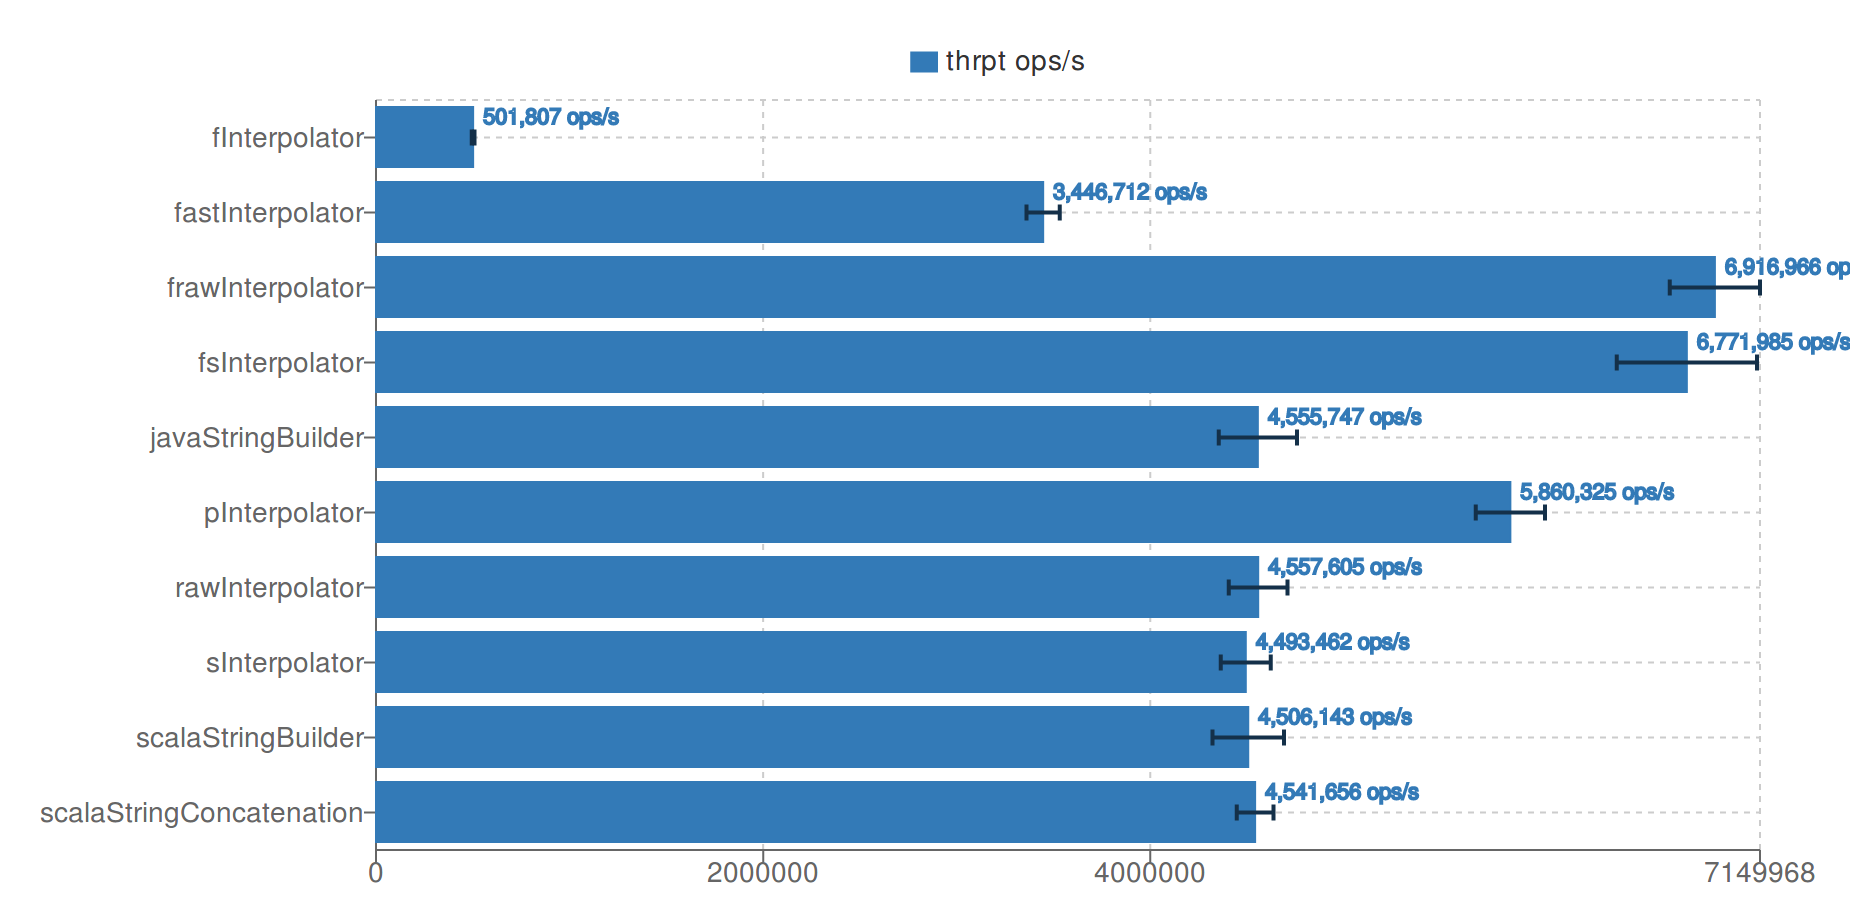 thrpt ops/s
fInterpolator 501,807 ops/s
fastInterpolator 3,446,712 ops/s
frawInterpolator 6,916,966 op
fsInterpolator 6,771,985 ops/s
javaStringBuilder 4,555,747 ops/s
pInterpolator 5,860,325 ops/s
rawInterpolator 4,557,605 ops/s
sInterpolator 4,493,462 ops/s
scalaStringBuilder 4,506,143 ops/s
scalaStringConcatenation 4,541,656 ops/s
0 2000000 4000000 7149968